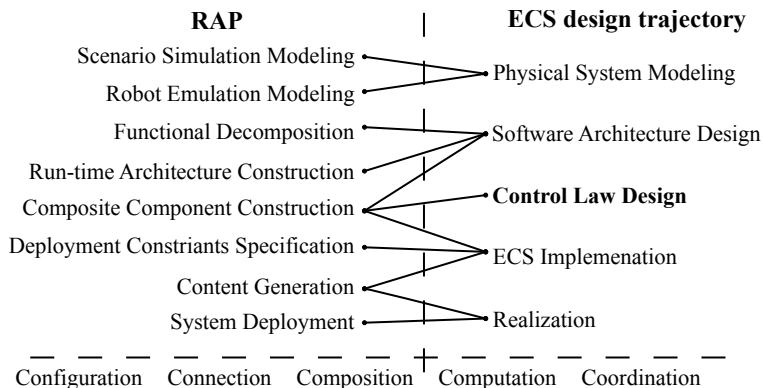 RAP
ECS design trajectory
Scenario Simulation Modeling
Physical System Modeling
Robot Emulation Modeling
Functional Decomposition
Software Architecture Design
Run-time Architecture Construction
Composite Component Construction
Control Law Design
Deployment Constriants Specification
ECS Implemenation
Content Generation
System Deployment
Realization
Configuration Connection Composition Computation Coordination